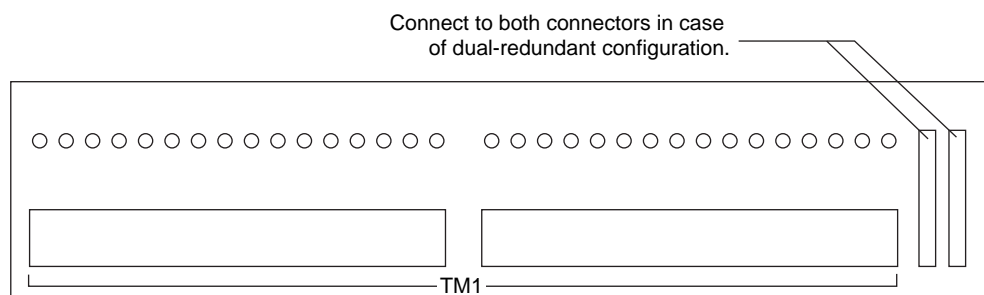 Connect to both connectors in case
of dual-redundant configuration.
TM1